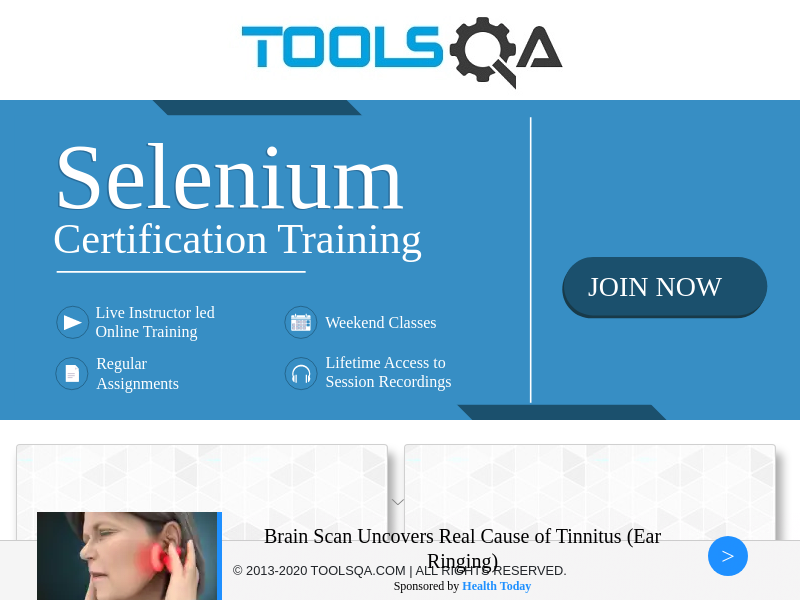 TOOLSQA
Selenium
Certification Training
JOIN NOW
Live Instructor led
Online Training
Weekend Classes
Regular
Assignments
Lifetime Access to
Session Recordings
Brain Scan Uncovers Real Cause of Tinnitus (Ear
Ringing)
>
© 2013-2020 TOOLSQA.COM | ALL RIGHTS RESERVED.
Sponsored by Health Today